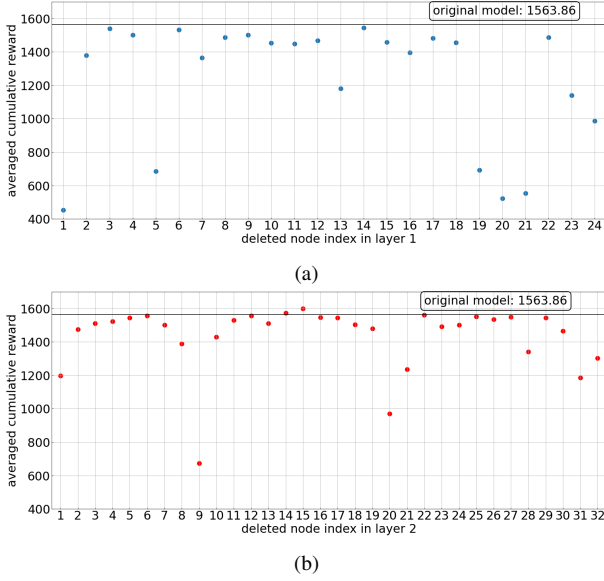 original model: 1563.86
1600
1400
1200
1000
800
600
400
averaged cumulative reward
1 2 3 4 5 6 7 8 9 10 11 12 13 14 15 16 17 18 19 20 21 22 23 24
deleted node index in layer 1
(a)
original model: 1563.86
1600
1400
1200
1000
800
600
400
averaged cumulative reward
1 2 3 4 5 6 7 8 9 10 11 12 13 14 15 16 17 18 19 20 21 22 23 24 25 26 27 28 29 30 31 32
deleted node index in layer 2
(b)